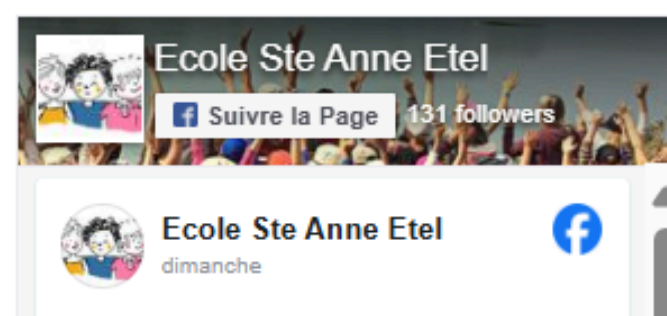 Ecole Ste Anne Etel
Suivre la Page
131 followers
Ecole Ste Anne Etel
dimanche